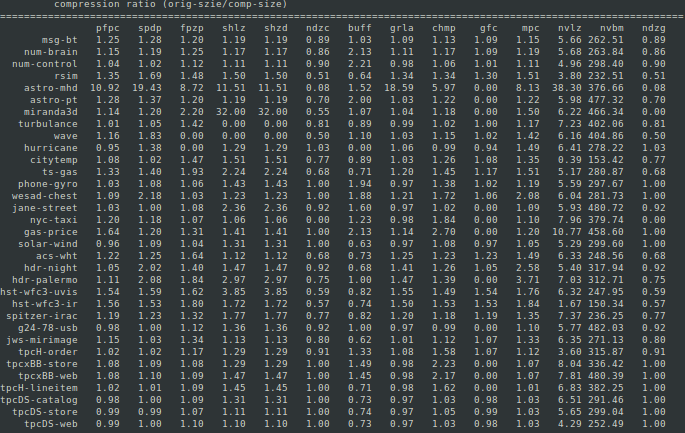 compression ratio (orig-szie/comp-size)
pfpc spdp fpzp shlz shzd ndzc buff grla chmp gfc mpc nvlz nvbm ndzg
msg-bt 1.25 1.28 1.20 1.19 1.19 0.89 1.03 1.09 1.13 1.09 1.15 5.66 262.51 0.89
num-brain 1.15 1.19 1.25 1.17 1.17 0.86 2.13 1.11 1.17 1.09 1.19 5.68 263.84 0.86
num-control 1.04 1.02 1.12 1.11 1.11 0.90 2.21 0.98 1.06 1.01 1.11 4.96 298.40 0.90
rsim 1.35 1.69 1.48 1.50 1.50 0.51 0.64 1.34 1.34 1.30 1.51 3.80 232.51 0.51
astro-mhd 10.92 19.43 8.72 11.51 11.51 0.08 1.52 18.59 5.97 0.00 8.13 38.30 376.66 0.08
astro-pt 1.28 1.37 1.20 1.19 1.19 0.70 2.00 1.03 1.22 0.00 1.22 5.98 477.32 0.70
miranda3d 1.14 1.20 2.20 32.00 32.00 0.55 1.07 1.04 1.18 0.00 1.50 6.22 466.34 0.00
turbulance 1.01 1.05 1.42 0.00 0.00 0.81 0.89 0.99 1.02 1.00 1.17 7.23 402.06 0.81
wave 1.16 1.83 0.00 0.00 0.00 0.50 1.10 1.03 1.15 1.02 1.42 6.16 404.86 0.50
hurricane 0.95 1.38 0.00 1.29 1.29 1.03 0.00 1.06 0.99 0.94 1.49 6.41 278.22 1.03
citytemp 1.08 1.02 1.47 1.51 1.51 0.77 0.89 1.03 1.26 1.08 1.35 0.39 153.42 0.77
ts-gas 1.33 1.40 1.93 2.24 2.24 0.68 0.71 1.20 1.45 1.17 1.51 5.17 280.87 0.68
phone-gyro 1.03 1.08 1.06 1.43 1.43 1.00 1.94 0.97 1.38 1.02 1.19 5.59 297.67 1.00
wesad-chest 1.09 2.18 1.03 1.23 1.23 1.00 1.88 1.21 1.72 1.06 2.08 6.04 281.73 1.00
jane-street 1.03 1.00 1.08 2.36 2.36 0.92 1.60 0.97 1.02 0.00 1.09 5.93 480.72 0.92
nyc-taxi 1.20 1.18 1.07 1.06 1.06 0.00 1.23 0.98 1.84 0.00 1.10 7.96 379.74 0.00
gas-price 1.64 1.20 1.31 1.41 1.41 1.00 2.13 1.14 2.70 0.00 1.20 10.77 458.60 1.00
solar-wind 0.96 1.09 1.04 1.31 1.31 1.00 0.63 0.97 1.08 0.97 1.05 5.29 299.60 1.00
acs-wht 1.22 1.25 1.64 1.12 1.12 0.68 0.73 1.25 1.23 1.23 1.49 6.33 248.56 0.68
hdr-night 1.05 2.02 1.40 1.47 1.47 0.92 0.68 1.41 1.26 1.05 2.58 5.40 317.94 0.92
hdr-palermo 1.11 2.08 1.84 2.97 2.97 0.75 1.00 1.47 1.39 0.00 3.71 7.03 312.71 0.75
hst-wfc3-uvis 1.54 1.59 1.62 3.85 3.85 0.59 0.82 1.55 1.49 1.54 1.76 6.32 247.95 0.59
hst-wfc3-ir 1.56 1.53 1.80 1.72 1.72 0.57 0.74 1.50 1.53 1.53 1.84 1.67 150.34 0.57
spitzer-irac 1.19 1.23 1.32 1.77 1.77 0.77 0.82 1.20 1.18 1.19 1.35 7.37 236.25 0.77
g24-78-usb 0.98 1.00 1.12 1.36 1.36 0.92 1.00 0.97 0.99 0.00 1.10 5.77 482.03 0.92
jws-mirimage 1.15 1.03 1.34 1.13 1.13 0.80 0.62 1.01 1.12 1.07 1.33 6.35 271.13 0.80
tpcH-order 1.02 1.02 1.17 1.29 1.29 0.91 1.33 1.08 1.58 1.07 1.12 3.60 315.87 0.91
tpcxBB-store 1.08 1.09 1.08 1.29 1.29 1.00 1.49 0.98 2.23 0.00 1.07 8.04 336.42 1.00
tpcxBB-web 1.08 1.10 1.09 1.47 1.47 1.00 1.45 0.98 2.17 0.00 1.07 7.81 480.39 1.00
tpcH-lineitem 1.02 1.01 1.09 1.45 1.45 1.00 0.71 0.98 1.62 0.00 1.01 6.83 382.25 1.00
tpcDS-catalog 0.98 1.00 1.09 1.31 1.31 1.00 0.73 0.97 1.03 0.98 1.03 6.51 291.46 1.00
tpcDS-store 0.99 0.99 1.07 1.11 1.11 1.00 0.74 0.97 1.05 0.99 1.03 5.65 299.04 1.00
tpcDS-web 0.99 1.00 1.10 1.10 1.10 1.00 0.73 0.97 1.03 0.98 1.03 4.29 252.49 1.00